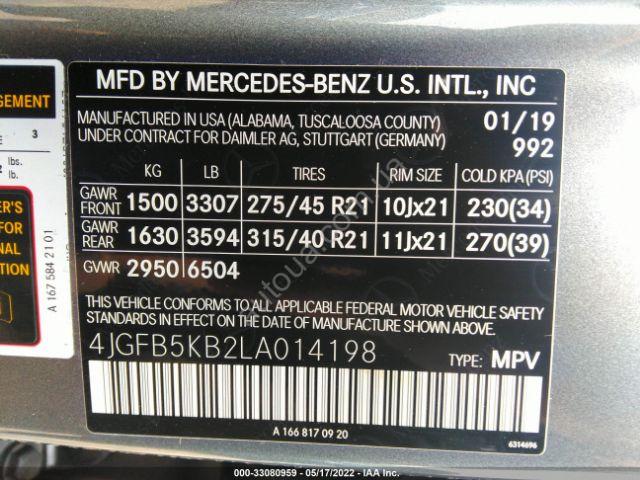 MFD BY MERCEDES-BENZ U.S. INTL., INC
MANUFACTURED IN USA (ALABAMA, TUSCALOOSA COUNTY) 01/19
UNDER CONTRACT FOR DAIMLER AG, STUTTGART (GERMANY) 992
KG LB TIRES RIM SIZE COLD KPA(PSI)
GAWR FRONT 1500 3307 275/45 R21 10Jx21 230(34)
GAWR REAR 1630 3594 315/40 R21 11Jx21 270(39)
GVWR 2950 6504
THIS VEHICLE CONFORMS TO ALL APPLICABLE FEDERAL MOTOR VEHICLE SAFETY
STANDARDS IN EFFECT ON THE DATE OF MANUFACTURE SHOWN ABOVE.
4JGFB5KB2LA014198 TYPE: MPV
A 166 817 09 20
6314696
GEMENT
3
lbs.
lb.
A 167 584 21 01
autoua.com.ua
000-33080959 - 05/17/2022 - IAA Inc.